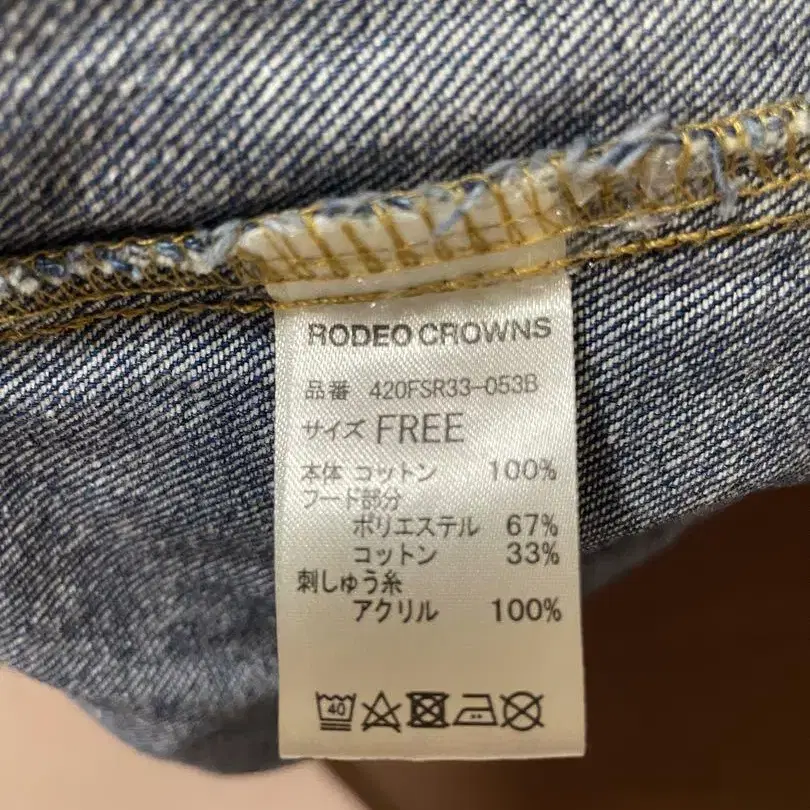 RODEO CROWNS
品番 420FSR33-053B
サイズ FREE
本体 コットン 100%
フード部分
ポリエステル 67%
コットン 33%
刺しゅう糸
アクリル 100%
40